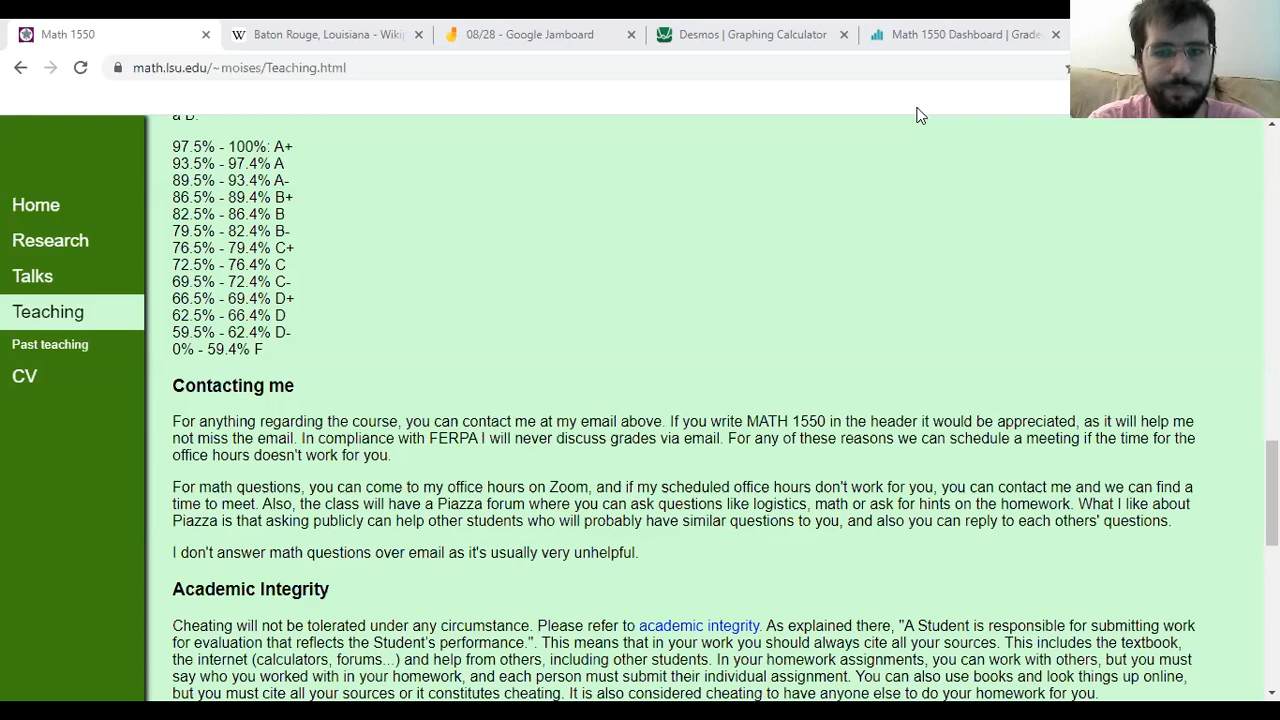 Math 1550
Baton Rouge, Louisiana - Wiki
08/28 - Google Jamboard
Desmos | Graphing Calculator
Math 1550 Dashboard | Grade
math.lsu.edu/~moises/Teaching.html
Home
Research
Talks
Teaching
Past teaching
CV
a B.
97.5% - 100%: A+
93.5% - 97.4% A
89.5% - 93.4% A-
86.5% - 89.4% B+
82.5% - 86.4% B
79.5% - 82.4% B-
76.5% - 79.4% C+
72.5% - 76.4% C
69.5% - 72.4% C-
66.5% - 69.4% D+
62.5% - 66.4% D
59.5% - 62.4% D-
0% - 59.4% F
Contacting me
For anything regarding the course, you can contact me at my email above. If you write MATH 1550 in the header it would be appreciated, as it will help me
not miss the email. In compliance with FERPA I will never discuss grades via email. For any of these reasons we can schedule a meeting if the time for the
office hours doesn't work for you.
For math questions, you can come to my office hours on Zoom, and if my scheduled office hours don't work for you, you can contact me and we can find a
time to meet. Also, the class will have a Piazza forum where you can ask questions like logistics, math or ask for hints on the homework. What I like about
Piazza is that asking publicly can help other students who will probably have similar questions to you, and also you can reply to each others' questions.
I don't answer math questions over email as it's usually very unhelpful.
Academic Integrity
Cheating will not be tolerated under any circumstance. Please refer to academic integrity. As explained there, "A Student is responsible for submitting work
for evaluation that reflects the Student's performance.". This means that in your work you should always cite all your sources. This includes the textbook,
the internet (calculators, forums...) and help from others, including other students. In your homework assignments, you can work with others, but you must
say who you worked with in your homework, and each person must submit their individual assignment. You can also use books and look things up online,
but you must cite all your sources or it constitutes cheating. It is also considered cheating to have anyone else to do your homework for you.